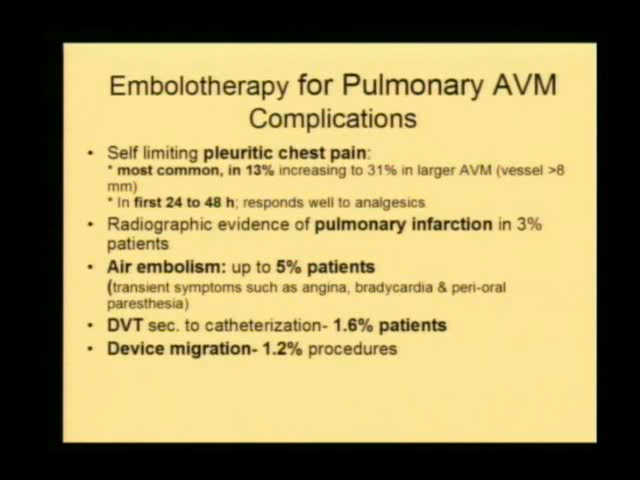 Embolotherapy for Pulmonary AVM
Complications
• Self limiting pleuritic chest pain:
* most common, in 13% increasing to 31% in larger AVM (vessel >8
mm)
* In first 24 to 48 h; responds well to analgesics
• Radiographic evidence of pulmonary infarction in 3%
patients
• Air embolism: up to 5% patients
(transient symptoms such as angina, bradycardia & peri-oral
paresthesia)
• DVT sec. to catheterization- 1.6% patients
• Device migration- 1.2% procedures